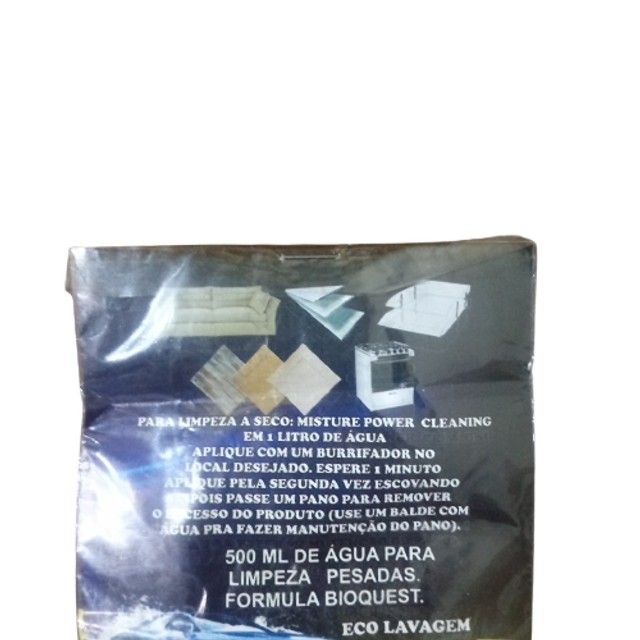 PARA LIMPEZA A SECO: MISTURE POWER CLEANING
EM 1 LITRO DE ÁGUA
APLIQUE COM UM BURRIFADOR NO
LOCAL DESEJADO. ESPERE 1 MINUTO
APLIQUE PELA SEGUNDA VEZ ESCOVANDO
DEPOIS PASSE UM PANO PARA REMOVER
O EXCESSO DO PRODUTO (USE UM BALDE COM
ÁGUA PRA FAZER MANUTENÇÃO DO PANO).
500 ML DE ÁGUA PARA
LIMPEZA PESADAS.
FORMULA BIOQUEST.
ECO LAVAGEM